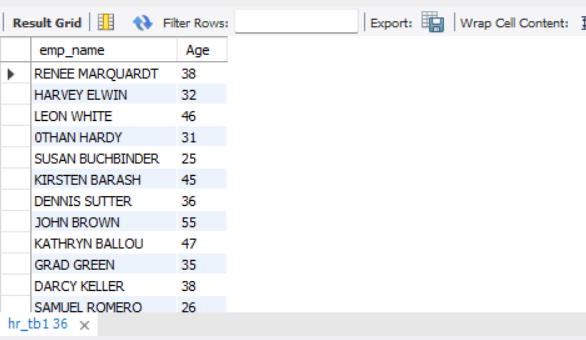 Result Grid Filter Rows: Export: Wrap Cell Content:
emp_name Age
RENEE MARQUARDT 38
HARVEY ELWIN 32
LEON WHITE 46
0THAN HARDY 31
SUSAN BUCHBINDER 25
KIRSTEN BARASH 45
DENNIS SUTTER 36
JOHN BROWN 55
KATHRYN BALLOU 47
GRAD GREEN 35
DARCY KELLER 38
SAMUEL ROMERO 26
hr_tb1 36